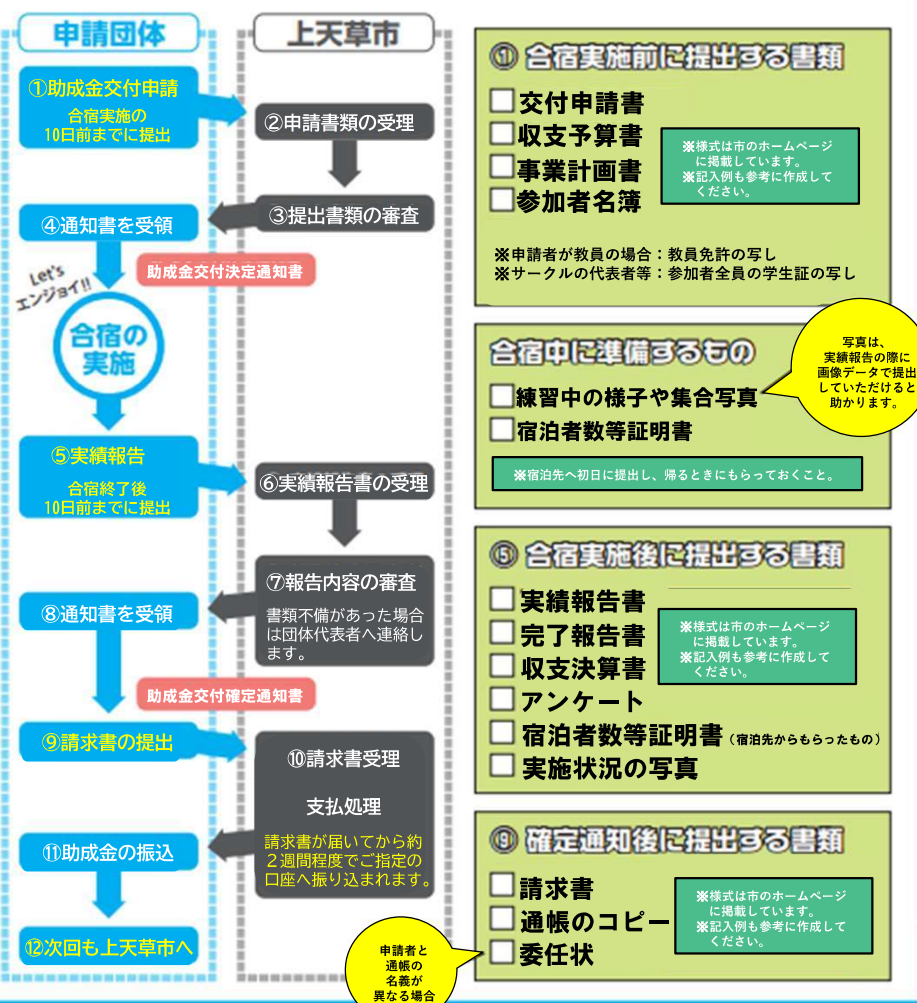 申請団体
上天草市
①助成金交付申請
合宿実施の
10日前までに提出
②申請書類の受理
③提出書類の審査
④通知書を受領
助成金交付決定通知書
Let's
エンジョイ!!
合宿の
実施
⑤実績報告
合宿終了後
10日前までに提出
⑥実績報告書の受理
⑦報告内容の審査
書類不備があった場合
は団体代表者へ連絡し
ます。
⑧通知書を受領
助成金交付確定通知書
⑨請求書の提出
⑩請求書受理
支払処理
請求書が届いてから約
２週間程度でご指定の
口座へ振り込まれます。
⑪助成金の振込
⑫次回も上天草市へ
① 合宿実施前に提出する書類
□交付申請書
□収支予算書
□事業計画書
□参加者名簿
※様式は市のホームページ
に掲載しています。
※記入例も参考に作成して
ください。
※申請者が教員の場合：教員免許の写し
※サークルの代表者等：参加者全員の学生証の写し
合宿中に準備するもの
□練習中の様子や集合写真
□宿泊者数等証明書
写真は、
実績報告の際に
画像データで提出
していただけると
助かります。
※宿泊先へ初日に提出し、帰るときにもらっておくこと。
⑤ 合宿実施後に提出する書類
□実績報告書
□完了報告書
□収支決算書
□アンケート
□宿泊者数等証明書（宿泊先からもらったもの）
□実施状況の写真
※様式は市のホームページ
に掲載しています。
※記入例も参考に作成して
ください。
⑨ 確定通知後に提出する書類
□請求書
□通帳のコピー
□委任状
※様式は市のホームページ
に掲載しています。
※記入例も参考に作成して
ください。
申請者と
通帳の
名義が
異なる場合